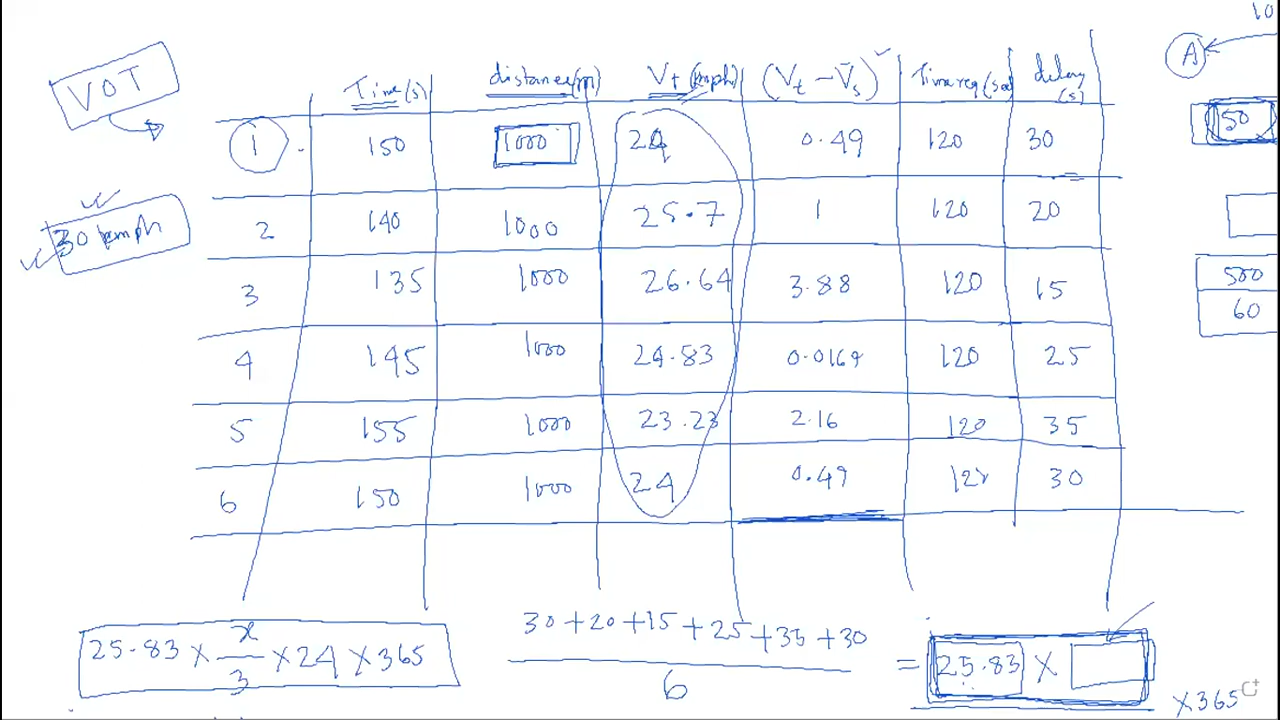 10
VOT
Time(s) distance(m) Vt (kmph) (Vt – V̄s)² Time req (sec) delay (s)
A
1 150 1000 24 0.49 120 30
50
30 kmph
2 140 1000 25.7 1 120 20
3 135 1000 26.64 3.88 120 15
500
60
4 145 1000 24.83 0.0169 120 25
5 155 1000 23.23 2.16 120 35
6 150 1000 24 0.49 120 30
25.83 × x/3 × 24 × 365
30 + 20 + 15 + 25 + 35 + 30
6
= 25.83 ×
× 365